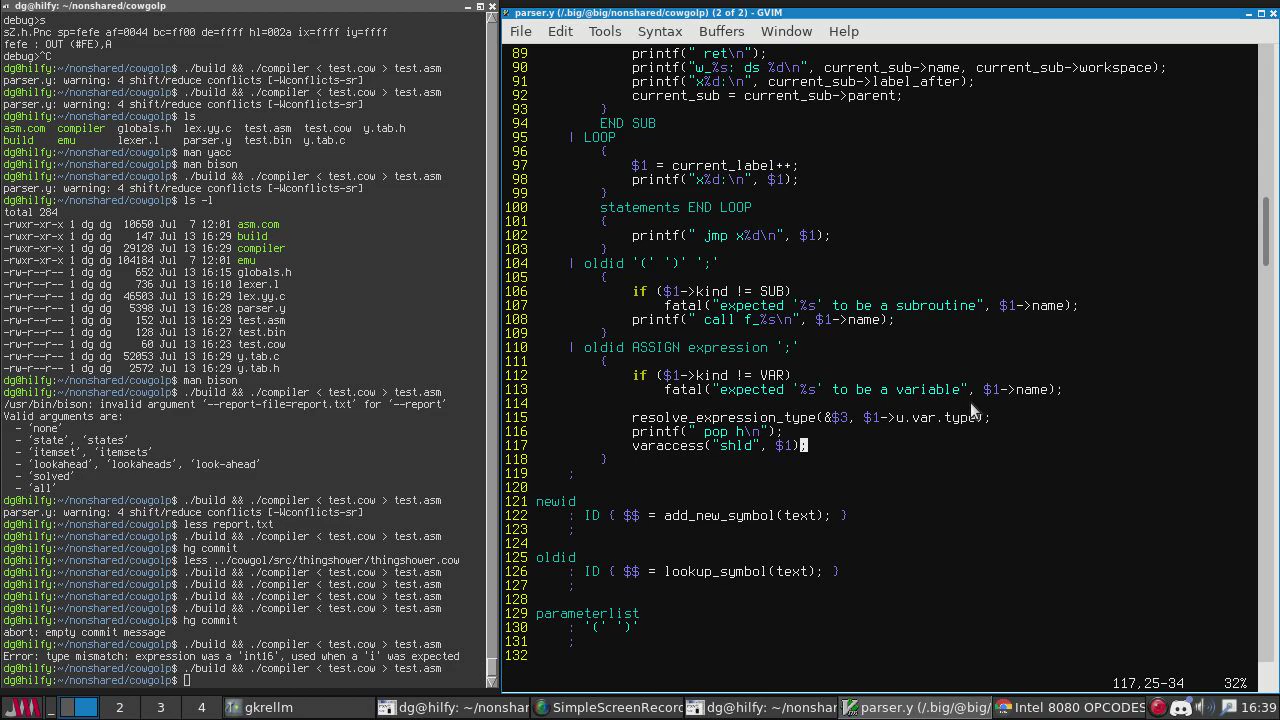 dg@hilfy:~/nonshared/cowgolp
debug>s
debug>^C
dg@hilfy:~/nonshared/cowgolp$ ./build && ./compiler < test.cow > test.asm
parser.y: warning: 4 shift/reduce conflicts [-Wconflicts-sr]
dg@hilfy:~/nonshared/cowgolp$ ./build && ./compiler < test.cow > test.asm
parser.y: warning: 4 shift/reduce conflicts [-Wconflicts-sr]
dg@hilfy:~/nonshared/cowgolp$ ls
asm.com compiler globals.h lex.yy.c test.asm test.cow y.tab.h
build emu lexer.l parser.y test.bin y.tab.c
dg@hilfy:~/nonshared/cowgolp$ man yacc
dg@hilfy:~/nonshared/cowgolp$ man bison
dg@hilfy:~/nonshared/cowgolp$ ./build && ./compiler < test.cow > test.asm
parser.y: warning: 4 shift/reduce conflicts [-Wconflicts-sr]
dg@hilfy:~/nonshared/cowgolp$ ls -l
total 284
-rwxr-xr-x 1 dg dg 10650 Jul 7 12:01 asm.com
-rwxr-xr-x 1 dg dg 147 Jul 13 16:29 build
-rwxr-xr-x 1 dg dg 29128 Jul 13 16:29 compiler
-rwxr-xr-x 1 dg dg 104184 Jul 7 12:01 emu
-rw-r--r-- 1 dg dg 652 Jul 13 16:10 globals.h
-rw-r--r-- 1 dg dg 736 Jul 13 16:10 lexer.l
-rw-r--r-- 1 dg dg 46503 Jul 13 16:29 lex.yy.c
-rw-r--r-- 1 dg dg 5398 Jul 13 16:28 parser.y
-rw-r--r-- 1 dg dg 152 Jul 13 16:29 test.asm
-rw-r--r-- 1 dg dg 128 Jul 13 16:29 test.bin
-rw-r--r-- 1 dg dg 60 Jul 13 16:23 test.cow
-rw-r--r-- 1 dg dg 52053 Jul 13 16:29 y.tab.c
-rw-r--r-- 1 dg dg 2572 Jul 13 16:29 y.tab.h
dg@hilfy:~/nonshared/cowgolp$ man bison
dg@hilfy:~/nonshared/cowgolp$ ./build && ./compiler < test.cow > test.asm
/usr/bin/bison: invalid argument ‘--report-file=report.txt’ for ‘--report’
Valid arguments are:
- ‘none’
- ‘state’, ‘states’
- ‘itemset’, ‘itemsets’
- ‘lookahead’, ‘lookaheads’, ‘look-ahead’
- ‘solved’
- ‘all’
dg@hilfy:~/nonshared/cowgolp$ ./build && ./compiler < test.cow > test.asm
parser.y: warning: 4 shift/reduce conflicts [-Wconflicts-sr]
dg@hilfy:~/nonshared/cowgolp$ less report.txt
dg@hilfy:~/nonshared/cowgolp$ hg commit
dg@hilfy:~/nonshared/cowgolp$ less ../cowgol/src/thingshower/thingshower.cow
dg@hilfy:~/nonshared/cowgolp$ ./build && ./compiler < test.cow > test.asm
dg@hilfy:~/nonshared/cowgolp$ ./build && ./compiler < test.cow > test.asm
dg@hilfy:~/nonshared/cowgolp$ ./build && ./compiler < test.cow > test.asm
dg@hilfy:~/nonshared/cowgolp$ ./build && ./compiler < test.cow > test.asm
dg@hilfy:~/nonshared/cowgolp$ hg commit
abort: empty commit message
dg@hilfy:~/nonshared/cowgolp$ ./build && ./compiler < test.cow > test.asm
Error: type mismatch: expression was a 'int16', used when a 'i' was expected
dg@hilfy:~/nonshared/cowgolp$ ./build && ./compiler < test.cow > test.asm
dg@hilfy:~/nonshared/cowgolp$
parser.y (/.big/@big/nonshared/cowgolp) (2 of 2) - GVIM
File Edit Tools Syntax Buffers Window Help
89 printf(" ret\n");
90 printf("w_%s: ds %d\n", current_sub->name, current_sub->workspace);
91 printf("x%d:\n", current_sub->label_after);
92 current_sub = current_sub->parent;
93 }
94 END SUB
95 | LOOP
96 {
97 $1 = current_label++;
98 printf("x%d:\n", $1);
99 }
100 statements END LOOP
101 {
102 printf(" jmp x%d\n", $1);
103 }
104 | oldid '(' ')' ';'
105 {
106 if ($1->kind != SUB)
107 fatal("expected '%s' to be a subroutine", $1->name);
108 printf(" call f_%s\n", $1->name);
109 }
110 | oldid ASSIGN expression ';'
111 {
112 if ($1->kind != VAR)
113 fatal("expected '%s' to be a variable", $1->name);
114
115 resolve_expression_type(&$3, $1->u.var.type);
116 printf(" pop h\n");
117 varaccess("shld", $1);
118 }
119 ;
120
121 newid
122 : ID { $$ = add_new_symbol(text); }
123 ;
124
125 oldid
126 : ID { $$ = lookup_symbol(text); }
127 ;
128
129 parameterlist
130 : '(' ')'
131 ;
132
117,25-34 32%
2 3 4 gkrellm dg@hilfy:~/nonshar dg@hilfy:~/nonshar SimpleScreenRecor dg@hilfy:~/nonshar parser.y (/.big/@big/ Intel 8080 OPCODES 16:39